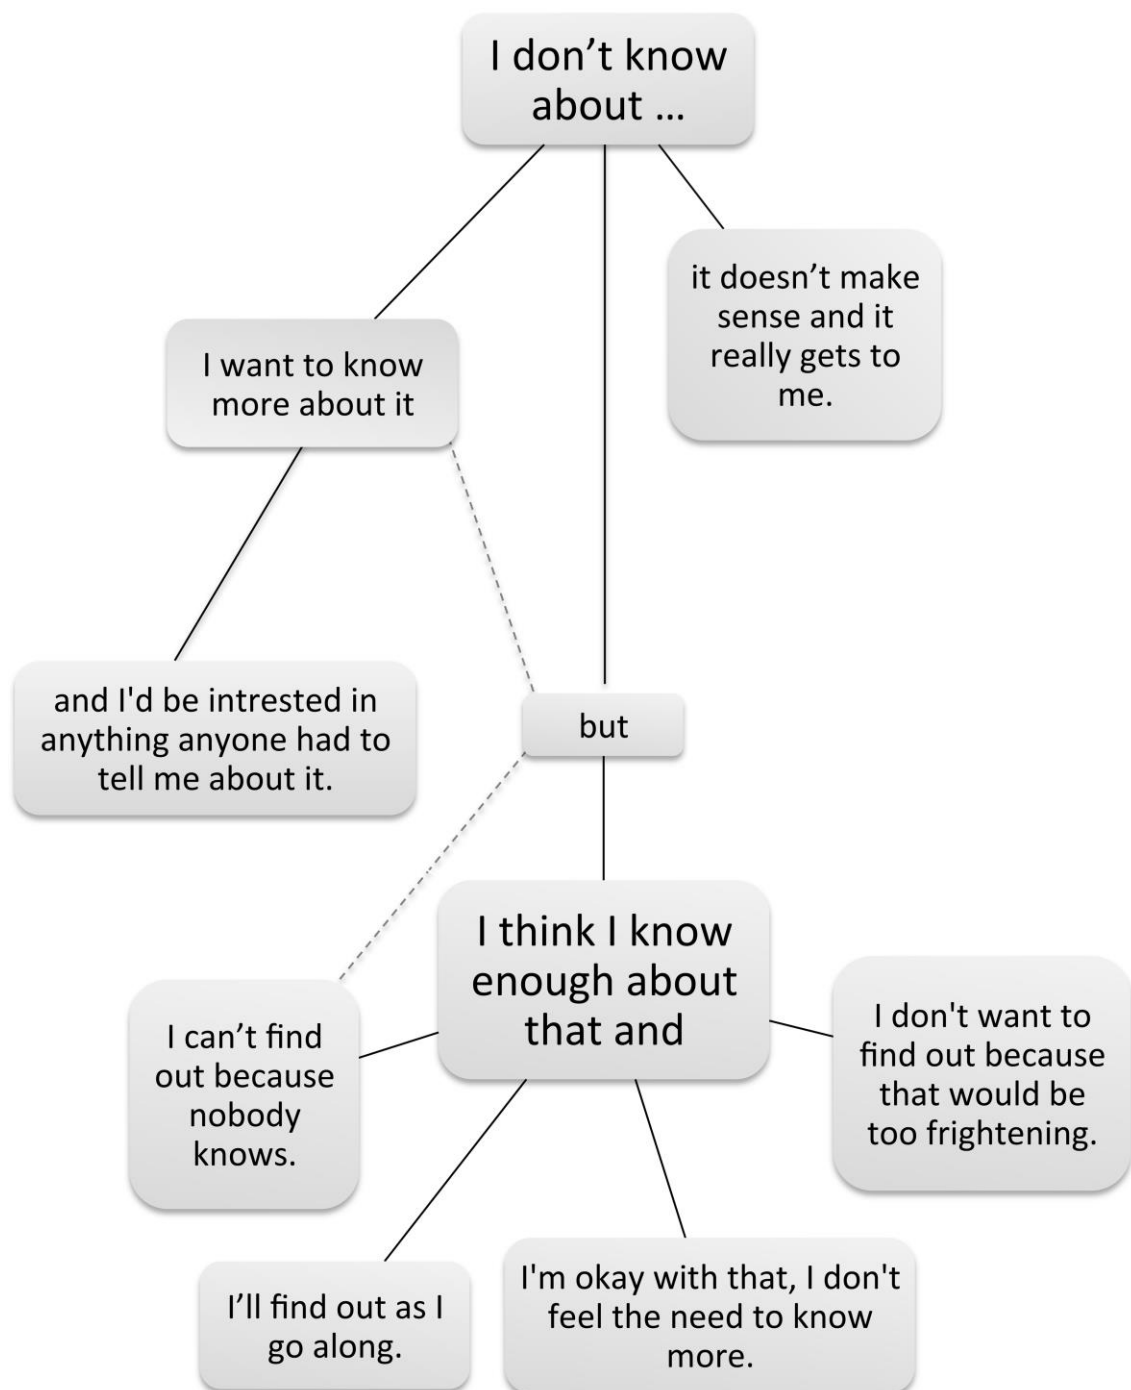 I don’t know
about ...
it doesn’t make
sense and it
really gets to
me.
I want to know
more about it
and I'd be intrested in
anything anyone had to
tell me about it.
but
I think I know
enough about
that and
I can’t find
out because
nobody
knows.
I don't want to
find out because
that would be
too frightening.
I’ll find out as I
go along.
I'm okay with that, I don't
feel the need to know
more.